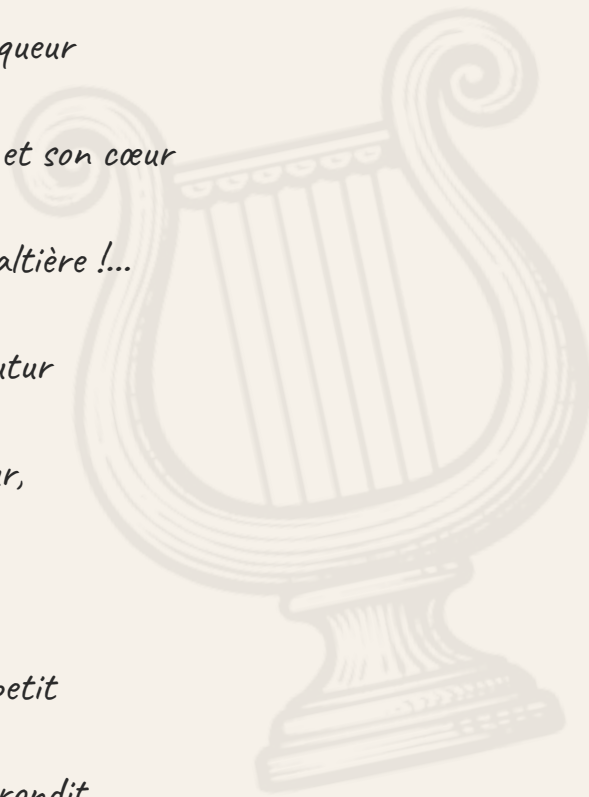 queur
et son cœur
altière !...
utur
r,
petit